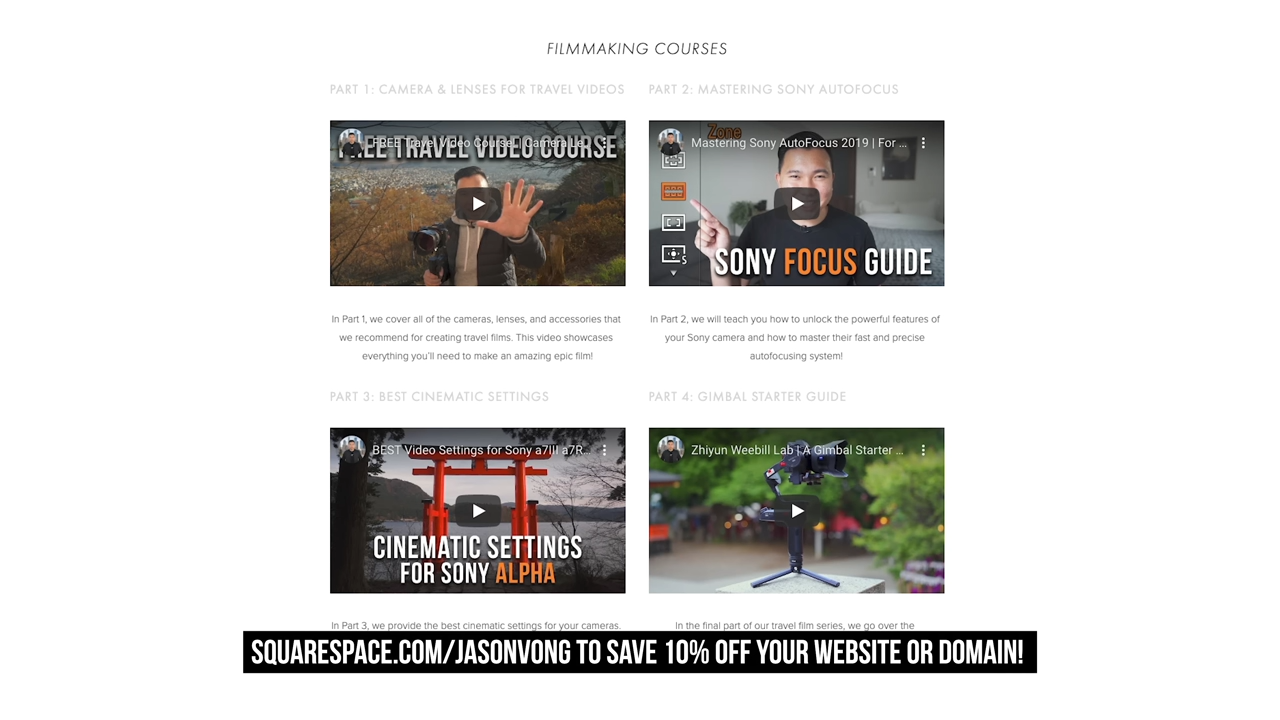 FILMMAKING COURSES
PART 1: CAMERA & LENSES FOR TRAVEL VIDEOS
FREE Travel Video Course! | Camera Le...
FREE TRAVEL VIDEO COURSE
In Part 1, we cover all of the cameras, lenses, and accessories that
we recommend for creating travel films. This video showcases
everything you'll need to make an amazing epic film!
PART 2: MASTERING SONY AUTOFOCUS
Zone
Mastering Sony AutoFocus 2019 | For ...
S
SONY FOCUS GUIDE
In Part 2, we will teach you how to unlock the powerful features of
your Sony camera and how to master their fast and precise
autofocusing system!
PART 3: BEST CINEMATIC SETTINGS
BEST Video Settings for Sony a7III a7R...
CINEMATIC SETTINGS
FOR SONY ALPHA
In Part 3, we provide the best cinematic settings for your cameras.
PART 4: GIMBAL STARTER GUIDE
Zhiyun Weebill Lab | A Gimbal Starter ...
In the final part of our travel film series, we go over the
SQUARESPACE.COM/JASONVONG TO SAVE 10% OFF YOUR WEBSITE OR DOMAIN!